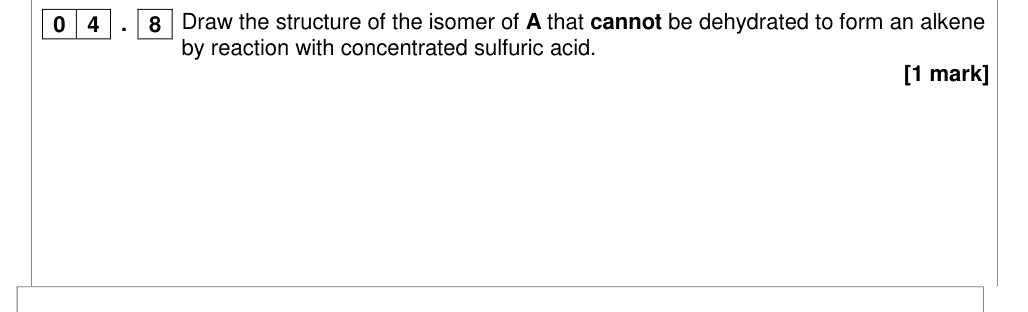 0 4 . 8 Draw the structure of the isomer of A that cannot be dehydrated to form an alkene
by reaction with concentrated sulfuric acid.
[1 mark]